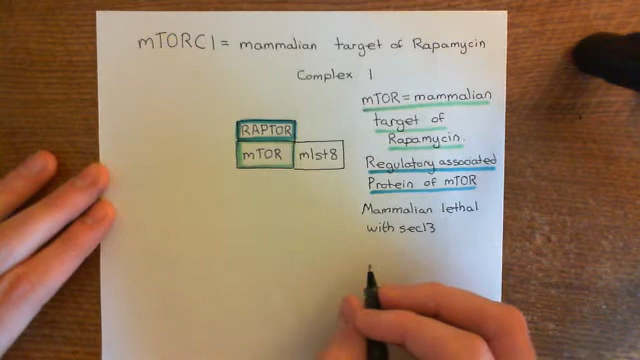 mTORC1 = mammalian target of Rapamycin
Complex 1
RAPTOR
mTOR mlst8
mTOR = mammalian
target of
Rapamycin.
Regulatory associated
Protein of mTOR
Mammalian lethal
with sec13